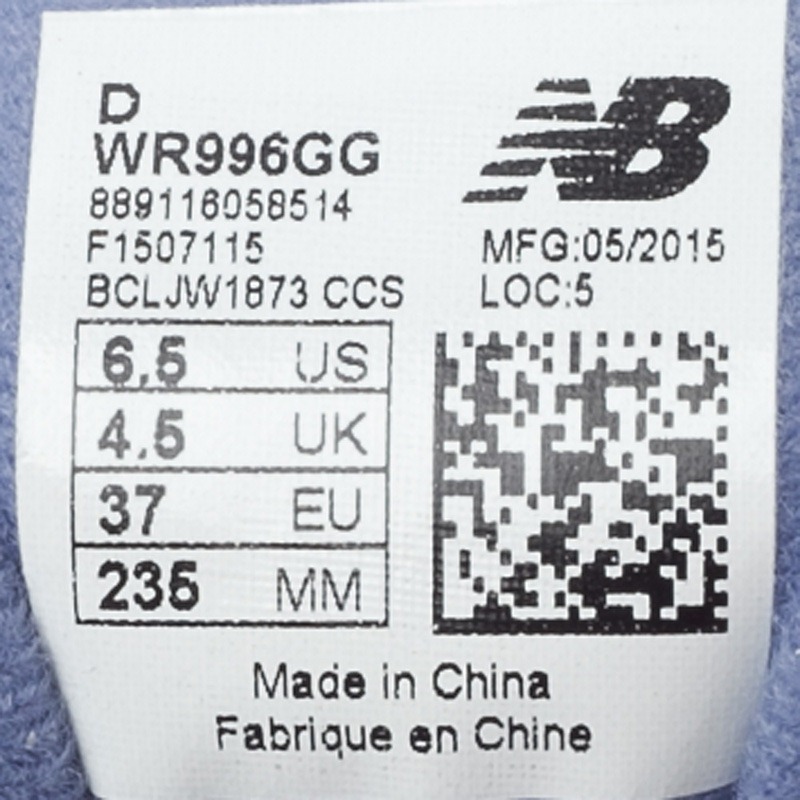 D
WR996GG
889116058514
F1507115
BCLJW1873 CCS
NB
MFG:05/2015
LOC:5
6.5 US
4.5 UK
37 EU
235 MM
Made in China
Fabrique en Chine